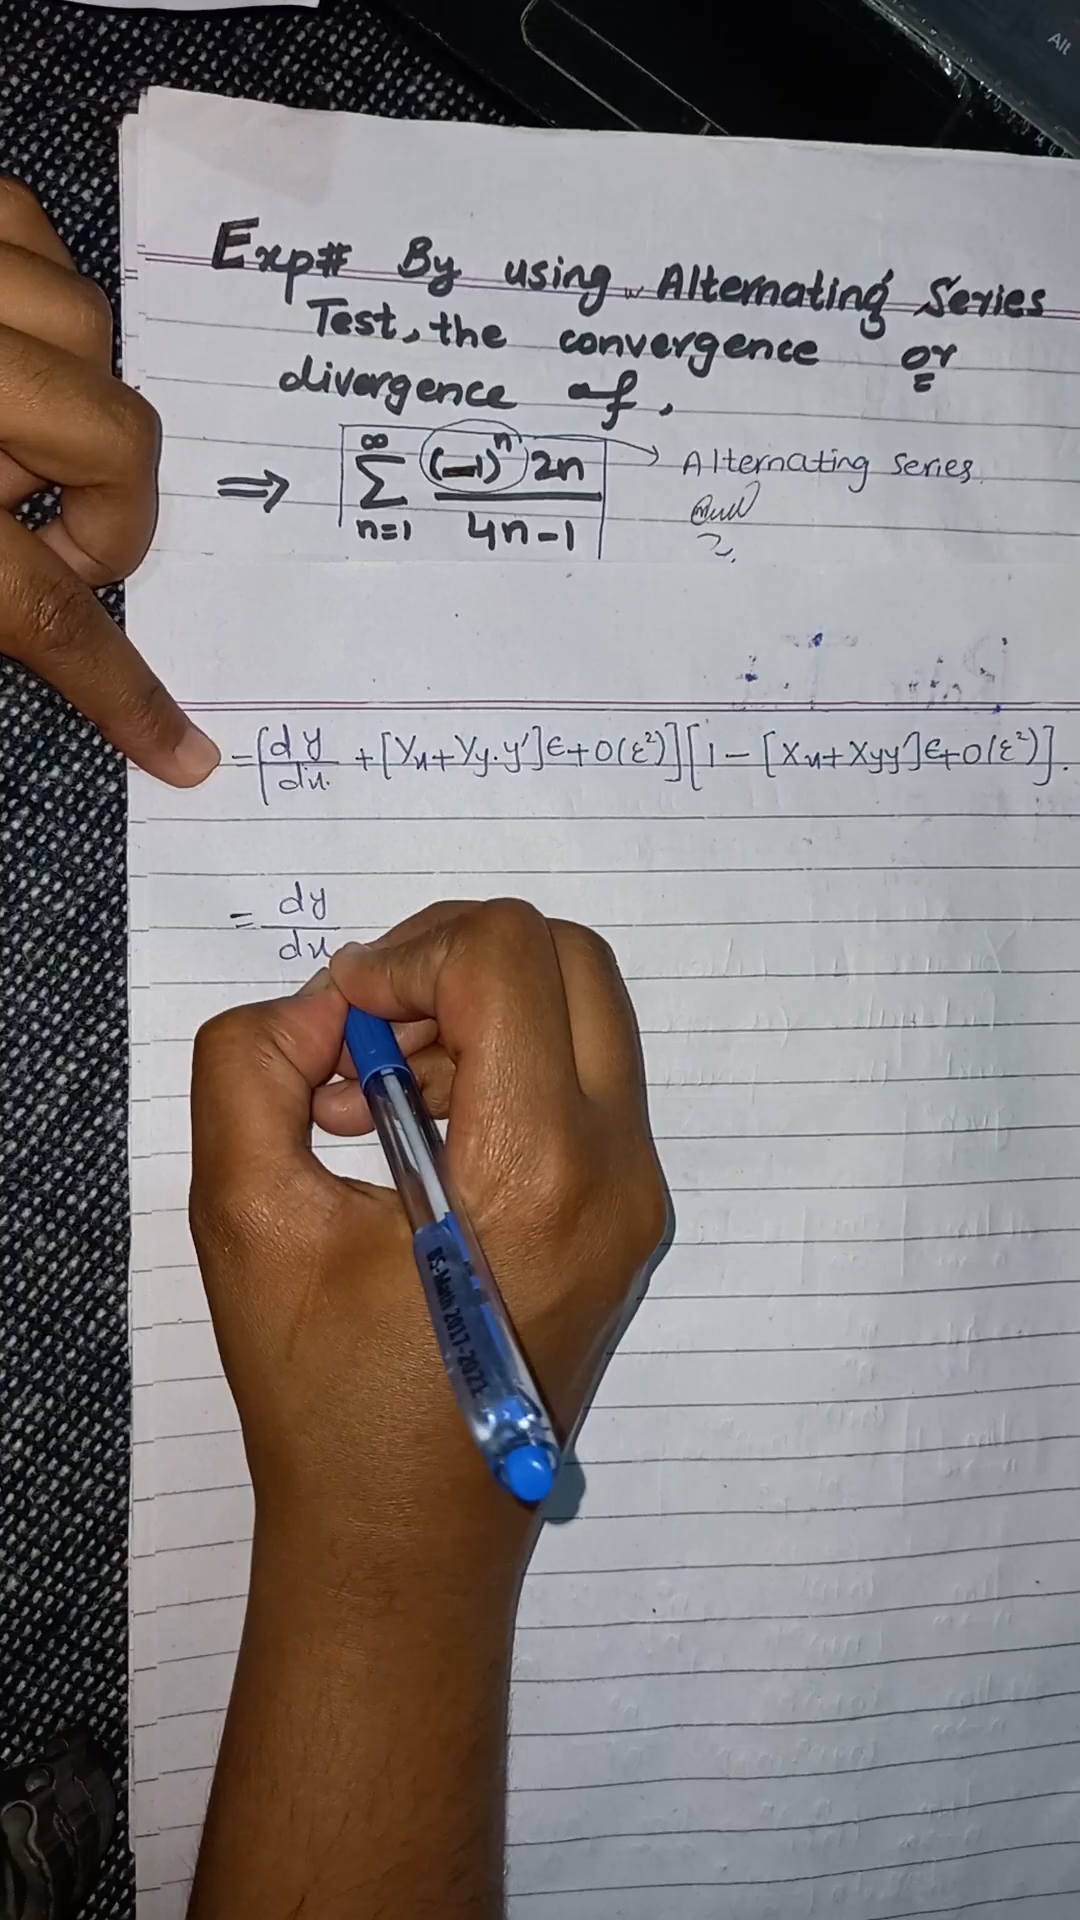 Alt
Exp# By using Alternating Series
Test, the convergence or
divergence of.
⇒ ∞ Σ n=1 (-1)^n 2n / 4n-1 → Alternating Series
= [dy/dx + [Yx+Yy.y']ε+O(ε²)][1 - [Xx+Xyy']ε+O(ε²)].
= dy/dx
BS-Math 2017-2021